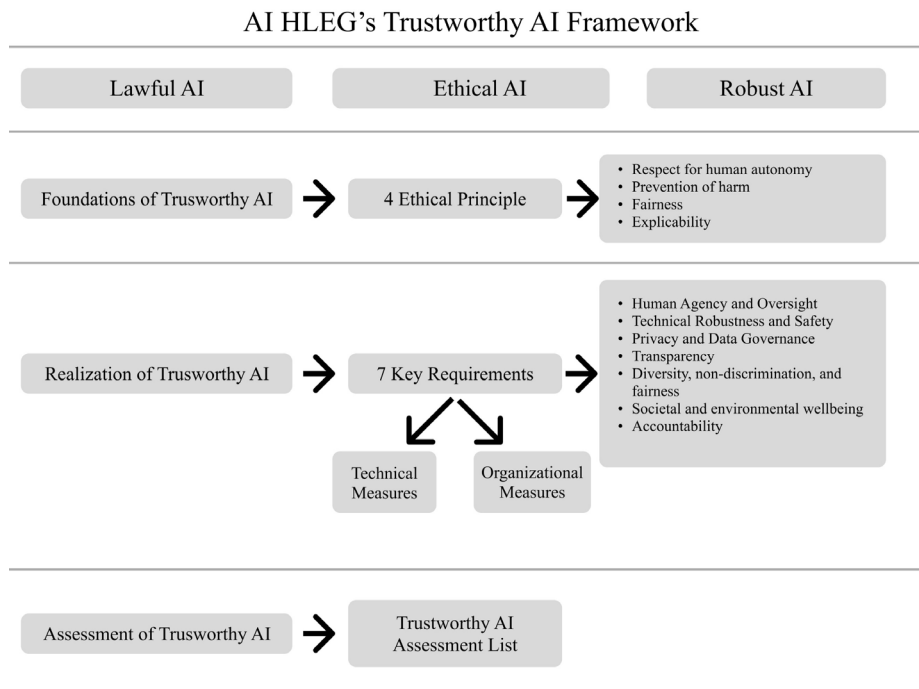 AI HLEG's Trustworthy AI Framework
Lawful AI
Ethical AI
Robust AI
Foundations of Trusworthy AI
4 Ethical Principle
• Respect for human autonomy
• Prevention of harm
• Fairness
• Explicability
Realization of Trusworthy AI
7 Key Requirements
• Human Agency and Oversight
• Technical Robustness and Safety
• Privacy and Data Governance
• Transparency
• Diversity, non-discrimination, and
fairness
• Societal and environmental wellbeing
• Accountability
Technical
Measures
Organizational
Measures
Assessment of Trusworthy AI
Trustworthy AI
Assessment List